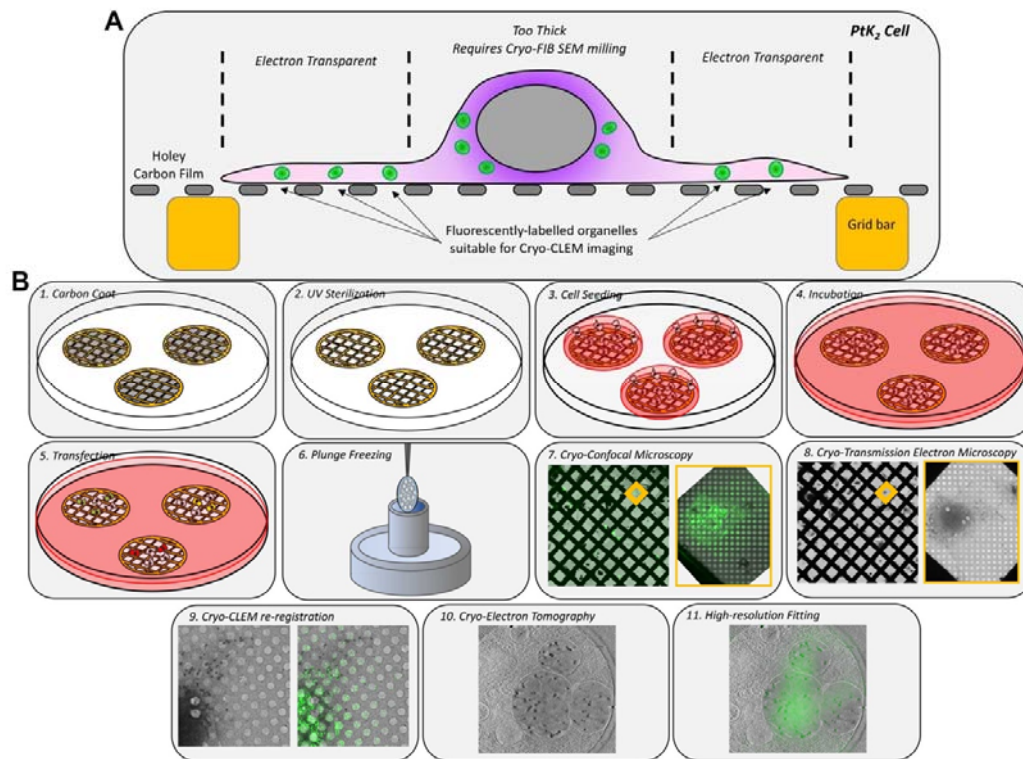 A
Too Thick
Requires Cryo-FIB SEM milling
PtK₂ Cell
Electron Transparent
Electron Transparent
Holey
Carbon Film
Fluorescently-labelled organelles
suitable for Cryo-CLEM imaging
Grid bar
B
1. Carbon Coat
2. UV Sterilization
3. Cell Seeding
4. Incubation
5. Transfection
6. Plunge Freezing
7. Cryo-Confocal Microscopy
8. Cryo-Transmission Electron Microscopy
9. Cryo-CLEM re-registration
10. Cryo-Electron Tomography
11. High-resolution Fitting